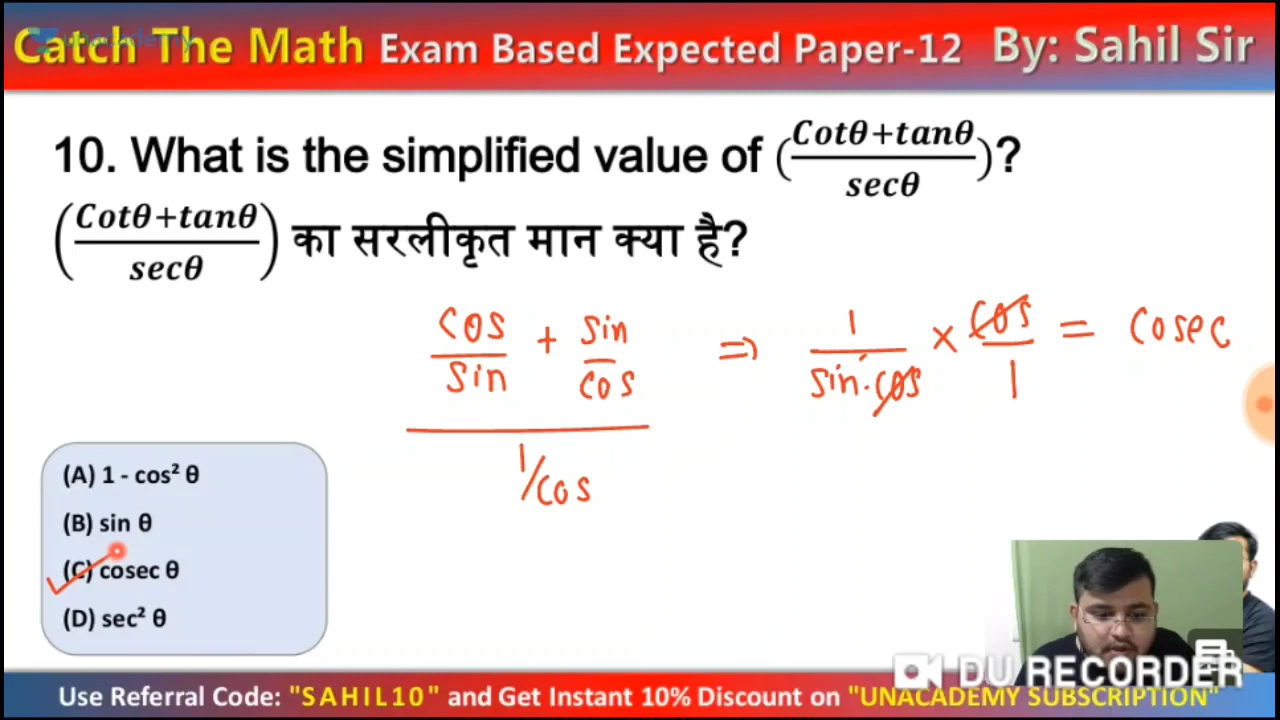 Catch The Math Exam Based Expected Paper-12 By: Sahil Sir
10. What is the simplified value of (Cotθ+tanθ/secθ)?
(Cotθ+tanθ/secθ) का सरलीकृत मान क्या है?
cos/sin + sin/cos ⇒ 1/sin·cos × cos/1 = cosec
1/cos
(A) 1 - cos² θ
(B) sin θ
(C) cosec θ
(D) sec² θ
DU RECORDER
Use Referral Code: "SAHIL10" and Get Instant 10% Discount on "UNACADEMY SUBSCRIPTION"